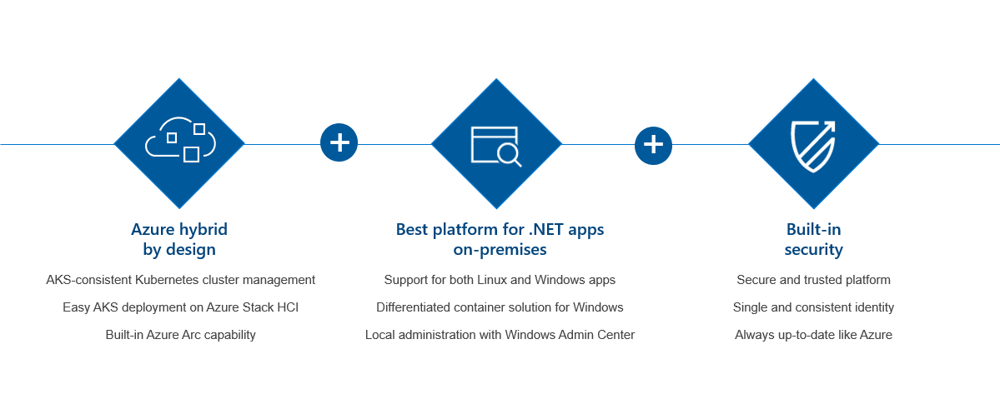 Azure hybrid
by design
AKS-consistent Kubernetes cluster management
Easy AKS deployment on Azure Stack HCI
Built-in Azure Arc capability
Best platform for .NET apps
on-premises
Support for both Linux and Windows apps
Differentiated container solution for Windows
Local administration with Windows Admin Center
Built-in
security
Secure and trusted platform
Single and consistent identity
Always up-to-date like Azure